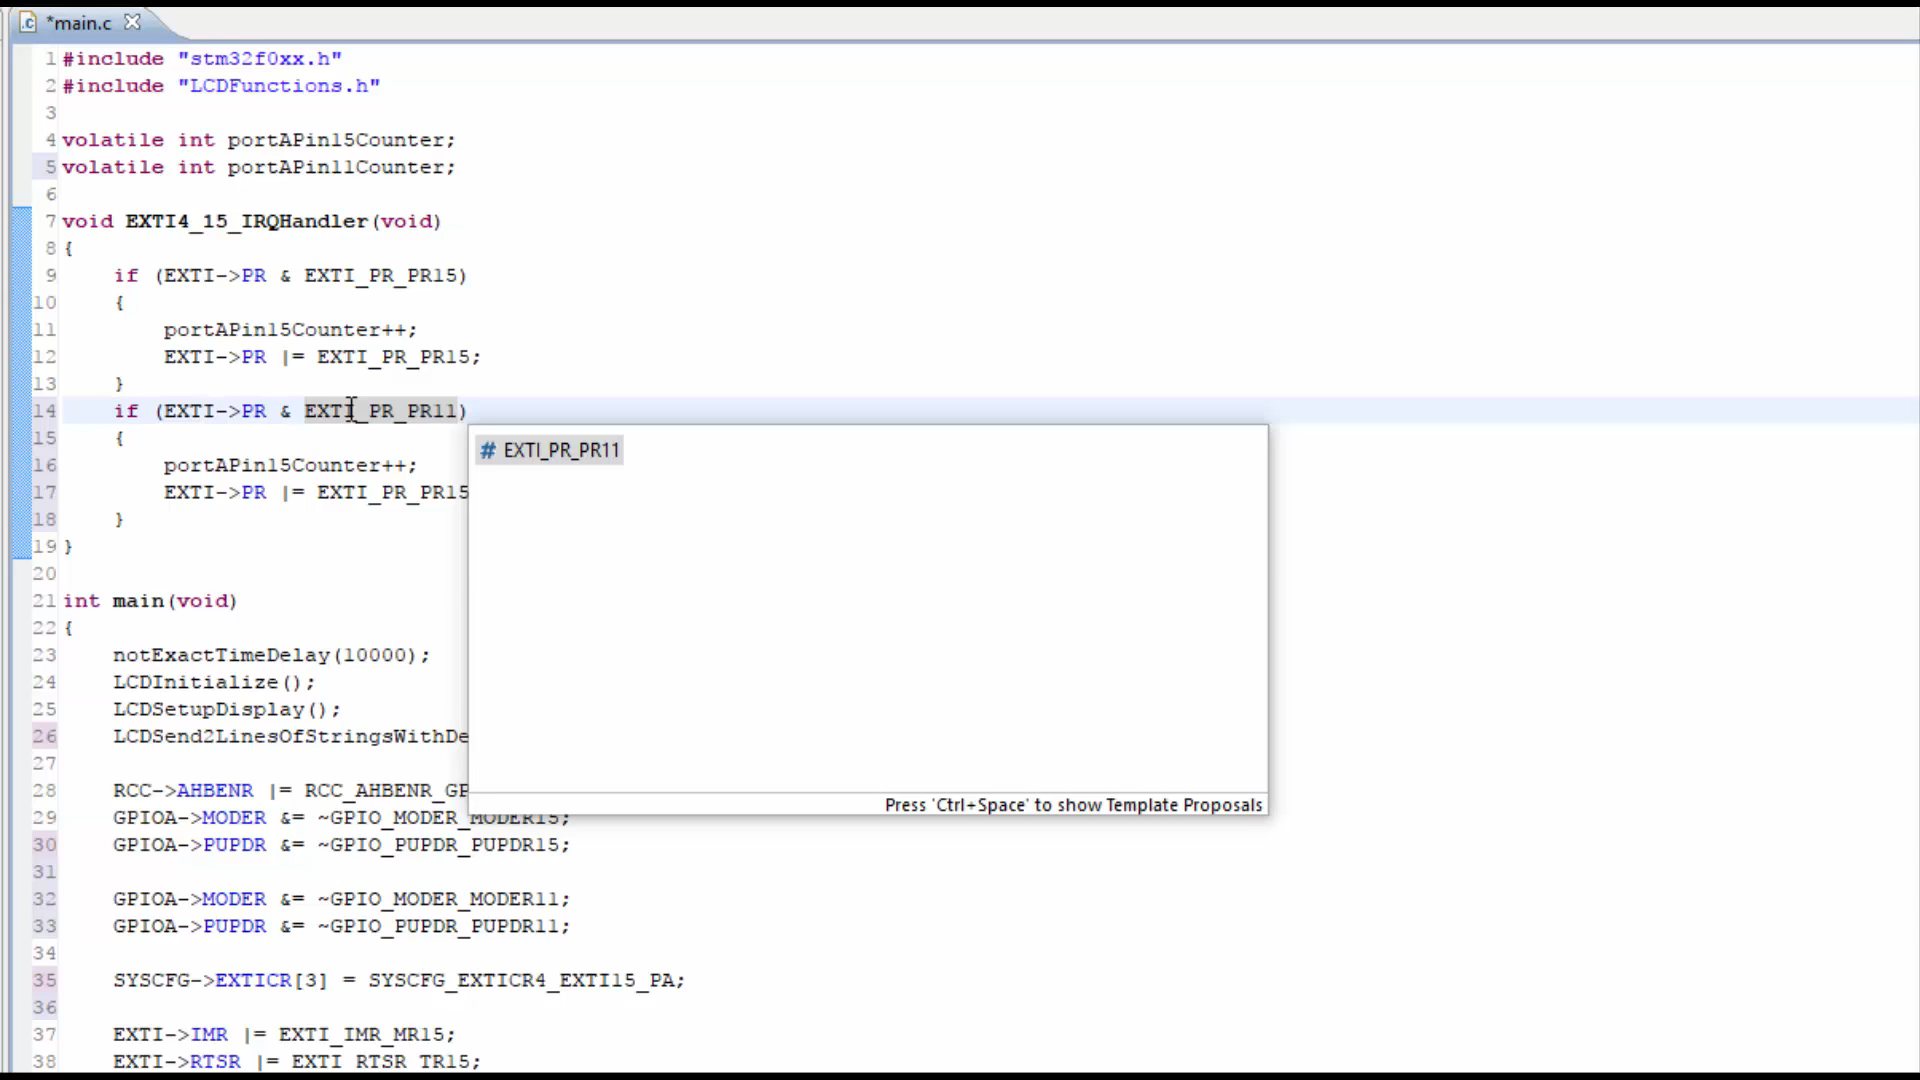 *main.c
1 #include "stm32f0xx.h"
2 #include "LCDFunctions.h"
3
4 volatile int portAPin15Counter;
5 volatile int portAPin11Counter;
6
7 void EXTI4_15_IRQHandler(void)
8 {
9 if (EXTI->PR & EXTI_PR_PR15)
10 {
11 portAPin15Counter++;
12 EXTI->PR |= EXTI_PR_PR15;
13 }
14 if (EXTI->PR & EXTI_PR_PR11)
15 {
# EXTI_PR_PR11
16 portAPin15Counter++;
17 EXTI->PR |= EXTI_PR_PR15
18 }
19 }
20
21 int main(void)
22 {
23 notExactTimeDelay(10000);
24 LCDInitialize();
25 LCDSetupDisplay();
26 LCDSend2LinesOfStringsWithDe
27
28 RCC->AHBENR |= RCC_AHBENR_GP
Press 'Ctrl+Space' to show Template Proposals
29 GPIOA->MODER &= ~GPIO_MODER_MODER15;
30 GPIOA->PUPDR &= ~GPIO_PUPDR_PUPDR15;
31
32 GPIOA->MODER &= ~GPIO_MODER_MODER11;
33 GPIOA->PUPDR &= ~GPIO_PUPDR_PUPDR11;
34
35 SYSCFG->EXTICR[3] = SYSCFG_EXTICR4_EXTI15_PA;
36
37 EXTI->IMR |= EXTI_IMR_MR15;
38 EXTI->RTSR |= EXTI_RTSR_TR15;